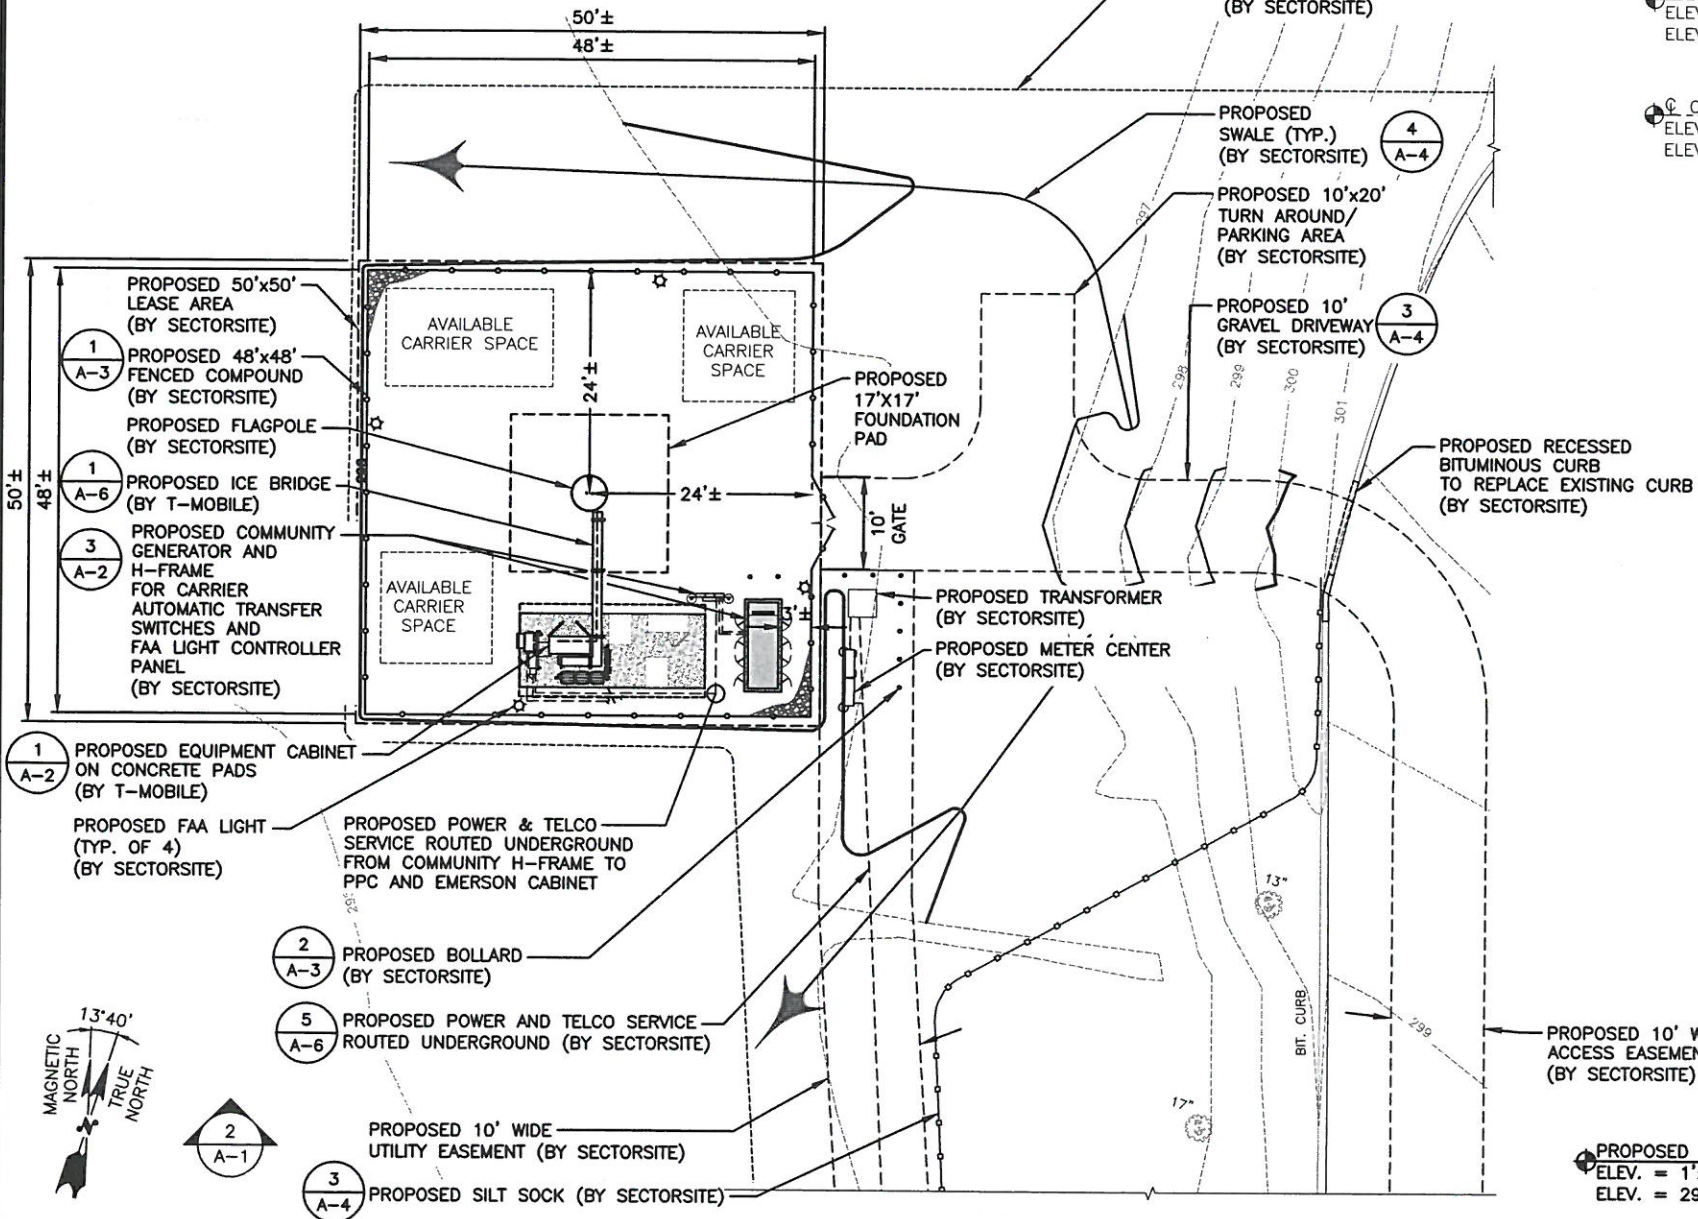 (BY SECTORSITE)
50'±
48'±
PROPOSED
SWALE (TYP.)
(BY SECTORSITE)
4
A-4
PROPOSED 10'x20'
TURN AROUND/
PARKING AREA
(BY SECTORSITE)
PROPOSED 10'
GRAVEL DRIVEWAY
(BY SECTORSITE)
3
A-4
297
298
299
300
301
PROPOSED 50'x50'
LEASE AREA
(BY SECTORSITE)
1
A-3
PROPOSED 48'x48'
FENCED COMPOUND
(BY SECTORSITE)
PROPOSED FLAGPOLE
(BY SECTORSITE)
1
A-6
PROPOSED ICE BRIDGE
(BY T-MOBILE)
3
A-2
PROPOSED COMMUNITY
GENERATOR AND
H-FRAME
FOR CARRIER
AUTOMATIC TRANSFER
SWITCHES AND
FAA LIGHT CONTROLLER
PANEL
(BY SECTORSITE)
50'±
48'±
AVAILABLE
CARRIER SPACE
AVAILABLE
CARRIER
SPACE
AVAILABLE
CARRIER
SPACE
24'±
24'±
3'±
PROPOSED
17'X17'
FOUNDATION
PAD
10'
GATE
PROPOSED RECESSED
BITUMINOUS CURB
TO REPLACE EXISTING CURB
(BY SECTORSITE)
PROPOSED TRANSFORMER
(BY SECTORSITE)
PROPOSED METER CENTER
(BY SECTORSITE)
1
A-2
PROPOSED EQUIPMENT CABINET
ON CONCRETE PADS
(BY T-MOBILE)
PROPOSED FAA LIGHT
(TYP. OF 4)
(BY SECTORSITE)
PROPOSED POWER & TELCO
SERVICE ROUTED UNDERGROUND
FROM COMMUNITY H-FRAME TO
PPC AND EMERSON CABINET
2
A-3
PROPOSED BOLLARD
(BY SECTORSITE)
5
A-6
PROPOSED POWER AND TELCO SERVICE
ROUTED UNDERGROUND (BY SECTORSITE)
13"
17"
BIT. CURB
299
PROPOSED 10' W
ACCESS EASEMEN
(BY SECTORSITE)
13°40'
MAGNETIC
NORTH
TRUE
NORTH
N
2
A-1
PROPOSED 10' WIDE
UTILITY EASEMENT (BY SECTORSITE)
3
A-4
PROPOSED SILT SOCK (BY SECTORSITE)
PROPOSED
ELEV. = 1'
ELEV. = 29